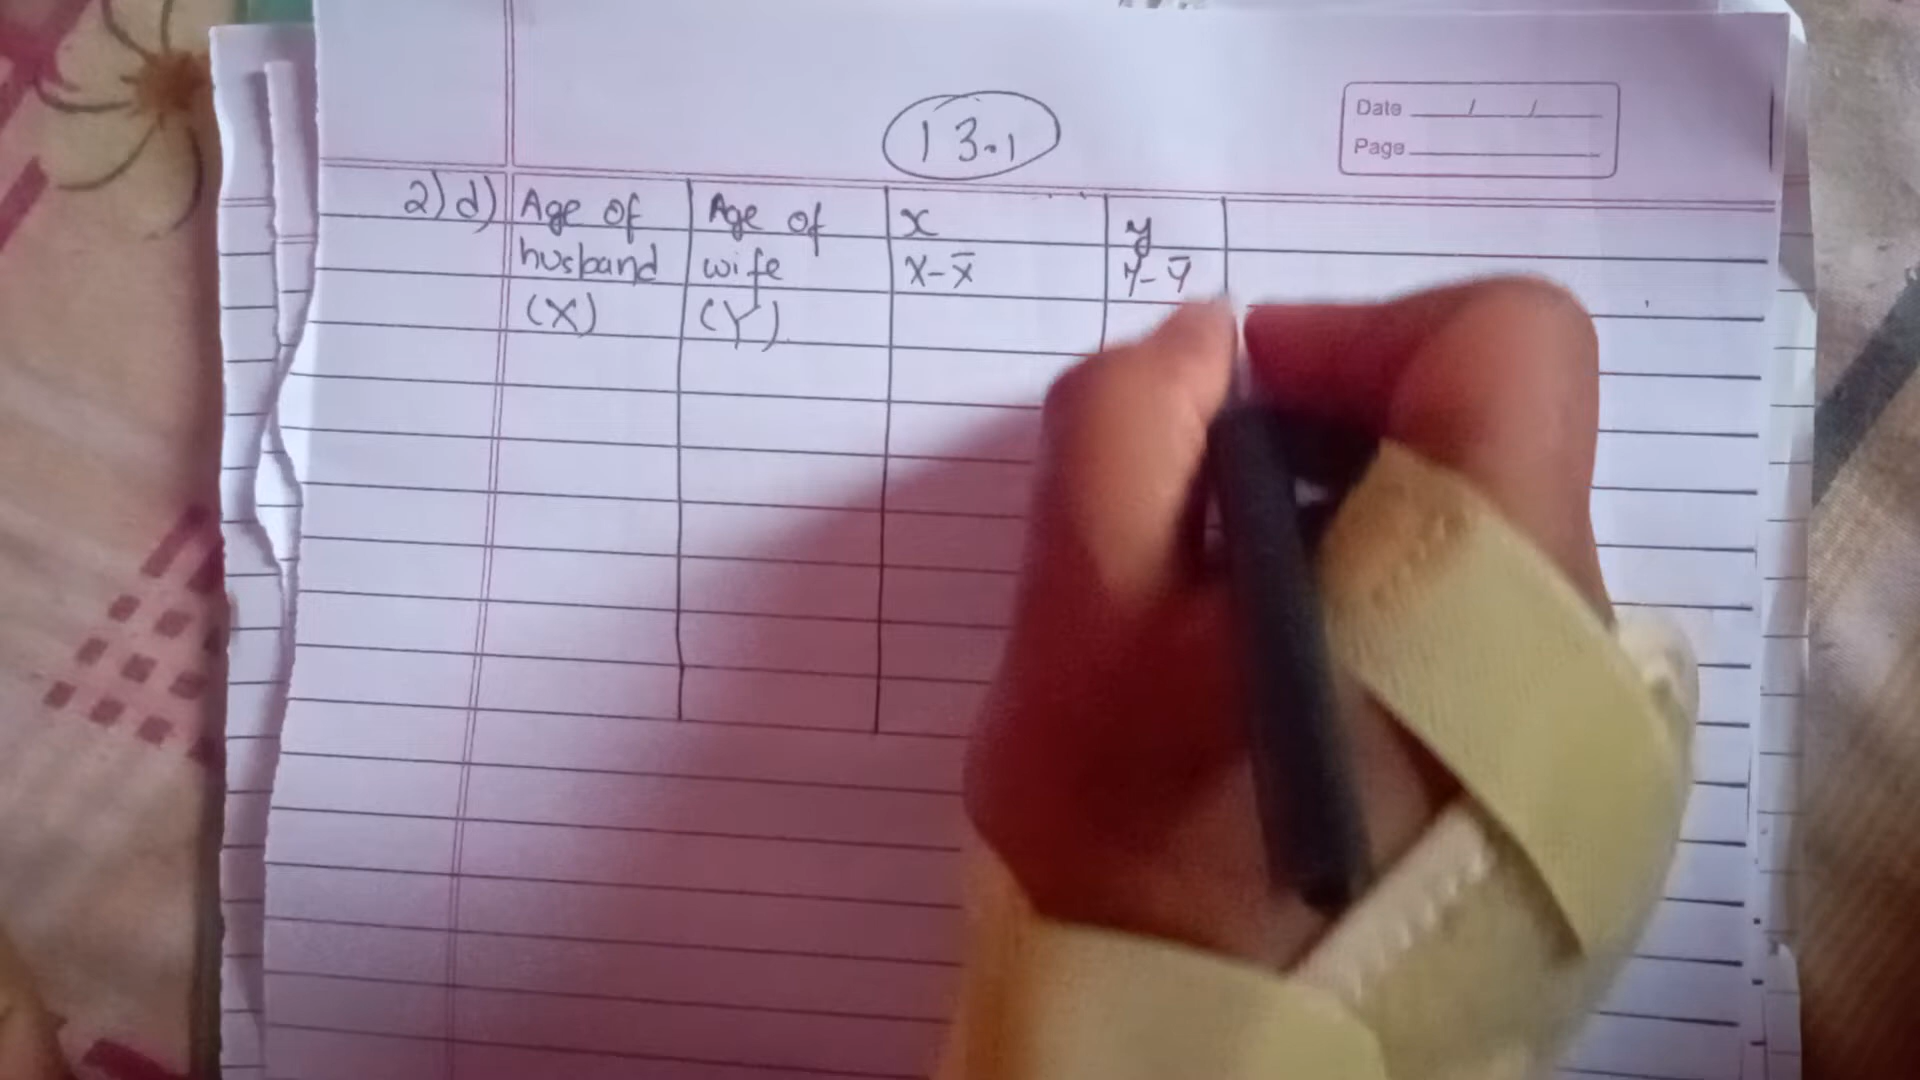 13.1
Date / /
Page
2) d) Age of husband (X)
Age of wife (Y)
x
X - X̄
y
Y - Ȳ